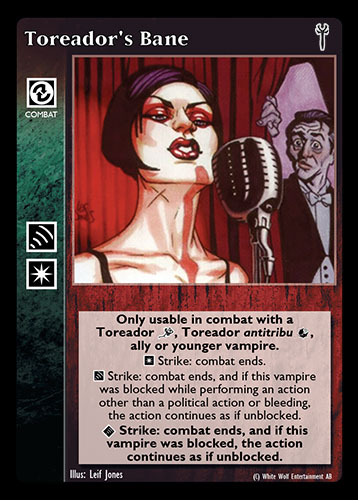 Toreador's Bane
COMBAT
Only usable in combat with a
Toreador , Toreador antitribu ,
ally or younger vampire.
Strike: combat ends.
Strike: combat ends, and if this vampire
was blocked while performing an action
other than a political action or bleeding,
the action continues as if unblocked.
Strike: combat ends, and if this
vampire was blocked, the action
continues as if unblocked.
Illus: Leif Jones
(C) White Wolf Entertainment AB